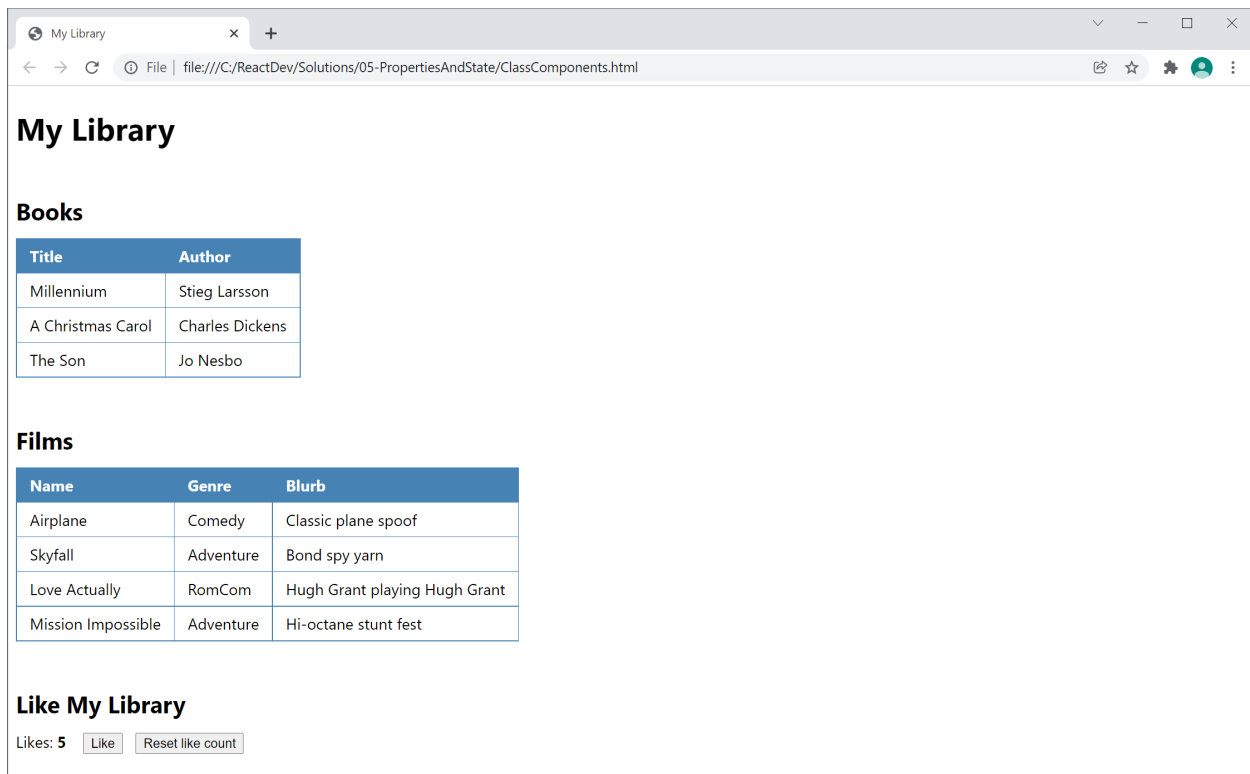 My Library
File file:///C:/ReactDev/Solutions/05-PropertiesAndState/ClassComponents.html
My Library
Books
Title Author
Millennium Stieg Larsson
A Christmas Carol Charles Dickens
The Son Jo Nesbo
Films
Name Genre Blurb
Airplane Comedy Classic plane spoof
Skyfall Adventure Bond spy yarn
Love Actually RomCom Hugh Grant playing Hugh Grant
Mission Impossible Adventure Hi-octane stunt fest
Like My Library
Likes: 5 Like Reset like count